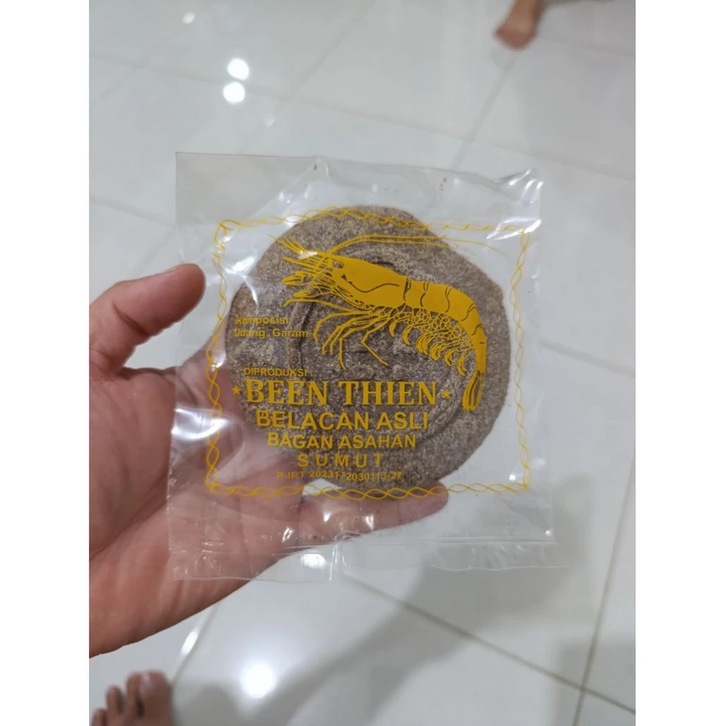 Komposisi
Udang, Garam
DIPRODUKSI :
★ BEEN THIEN ★
BELACAN ASLI
BAGAN ASAHAN
SUMUT